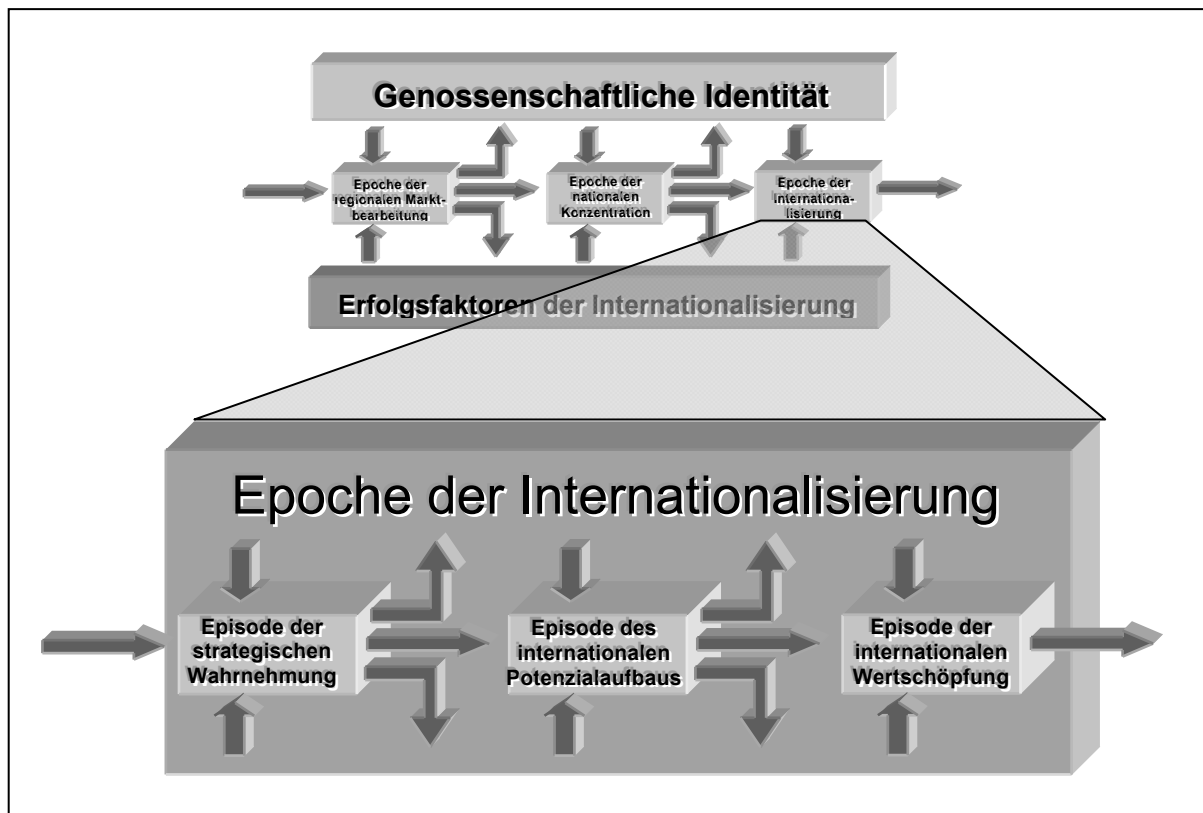 Genossenschaftliche Identität
Epoche der
regionalen Markt-
bearbeitung
Epoche der
nationalen
Konzentration
Epoche der
internationa-
lisierung
Erfolgsfaktoren der Internationalisierung
Epoche der Internationalisierung
Episode der
strategischen
Wahrnehmung
Episode des
internationalen
Potenzialaufbaus
Episode der
internationalen
Wertschöpfung